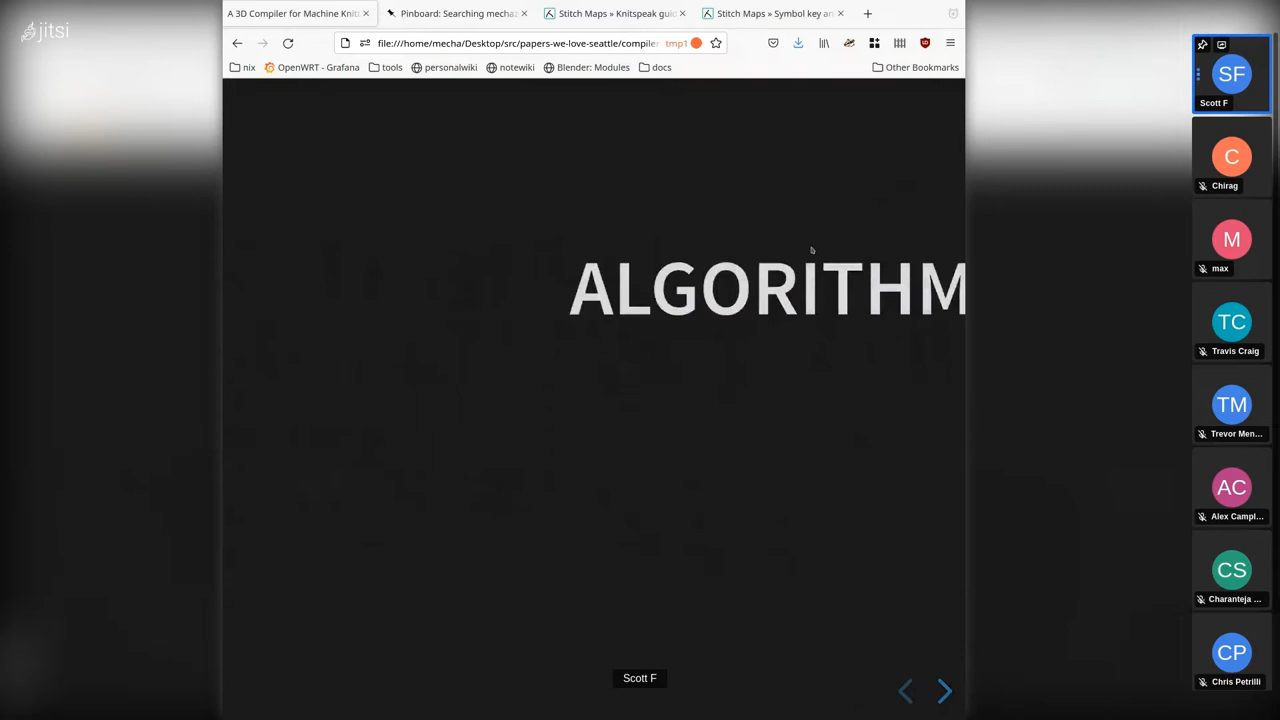 jitsi
A 3D Compiler for Machine Knitt
Pinboard: Searching mecha
Stitch Maps » Knitspeak guid
Stitch Maps » Symbol key an
file:///home/mecha/Desktop/src/papers-we-love-seattle/compiler
tmp1
nix
OpenWRT - Grafana
tools
personalwiki
notewiki
Blender: Modules
docs
Other Bookmarks
ALGORITHM
Scott F
SF
Scott F
C
Chirag
M
max
TC
Travis Craig
TM
Trevor Men...
AC
Alex Campl...
CS
Charanteja ...
CP
Chris Petrilli